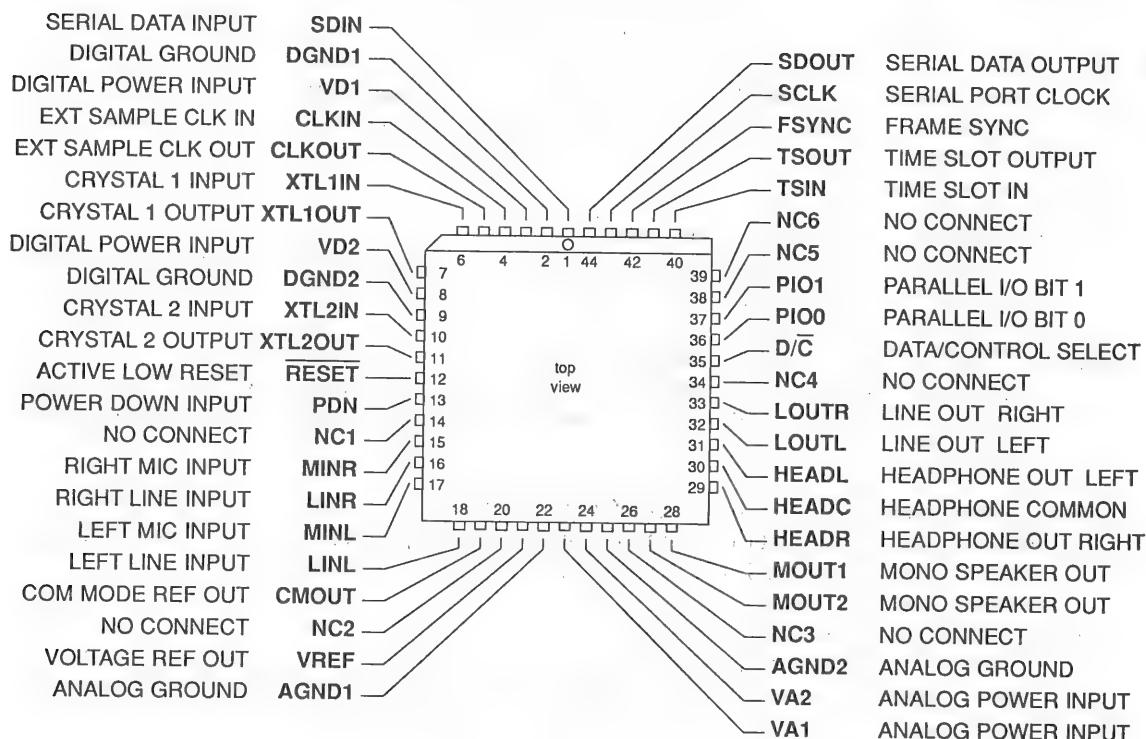 SERIAL DATA INPUT SDIN
DIGITAL GROUND DGND1
DIGITAL POWER INPUT VD1
EXT SAMPLE CLK IN CLKIN
EXT SAMPLE CLK OUT CLKOUT
CRYSTAL 1 INPUT XTL1IN
CRYSTAL 1 OUTPUT XTL1OUT
DIGITAL POWER INPUT VD2
DIGITAL GROUND DGND2
CRYSTAL 2 INPUT XTL2IN
CRYSTAL 2 OUTPUT XTL2OUT
ACTIVE LOW RESET RESET
POWER DOWN INPUT PDN
NO CONNECT NC1
RIGHT MIC INPUT MINR
RIGHT LINE INPUT LINR
LEFT MIC INPUT MINL
LEFT LINE INPUT LINL
COM MODE REF OUT CMOUT
NO CONNECT NC2
VOLTAGE REF OUT VREF
ANALOG GROUND AGND1
6 4 2 1 44 42 40
7
8
9
10
11
12
13
14
15
16
17
top
view
18 20 22 24 26 28
39
38
37
36
35
34
33
32
31
30
29
SDOUT SERIAL DATA OUTPUT
SCLK SERIAL PORT CLOCK
FSYNC FRAME SYNC
TSOUT TIME SLOT OUTPUT
TSIN TIME SLOT IN
NC6 NO CONNECT
NC5 NO CONNECT
PIO1 PARALLEL I/O BIT 1
PIO0 PARALLEL I/O BIT 0
D/C̅ DATA/CONTROL SELECT
NC4 NO CONNECT
LOUTR LINE OUT RIGHT
LOUTL LINE OUT LEFT
HEADL HEADPHONE OUT LEFT
HEADC HEADPHONE COMMON
HEADR HEADPHONE OUT RIGHT
MOUT1 MONO SPEAKER OUT
MOUT2 MONO SPEAKER OUT
NC3 NO CONNECT
AGND2 ANALOG GROUND
VA2 ANALOG POWER INPUT
VA1 ANALOG POWER INPUT